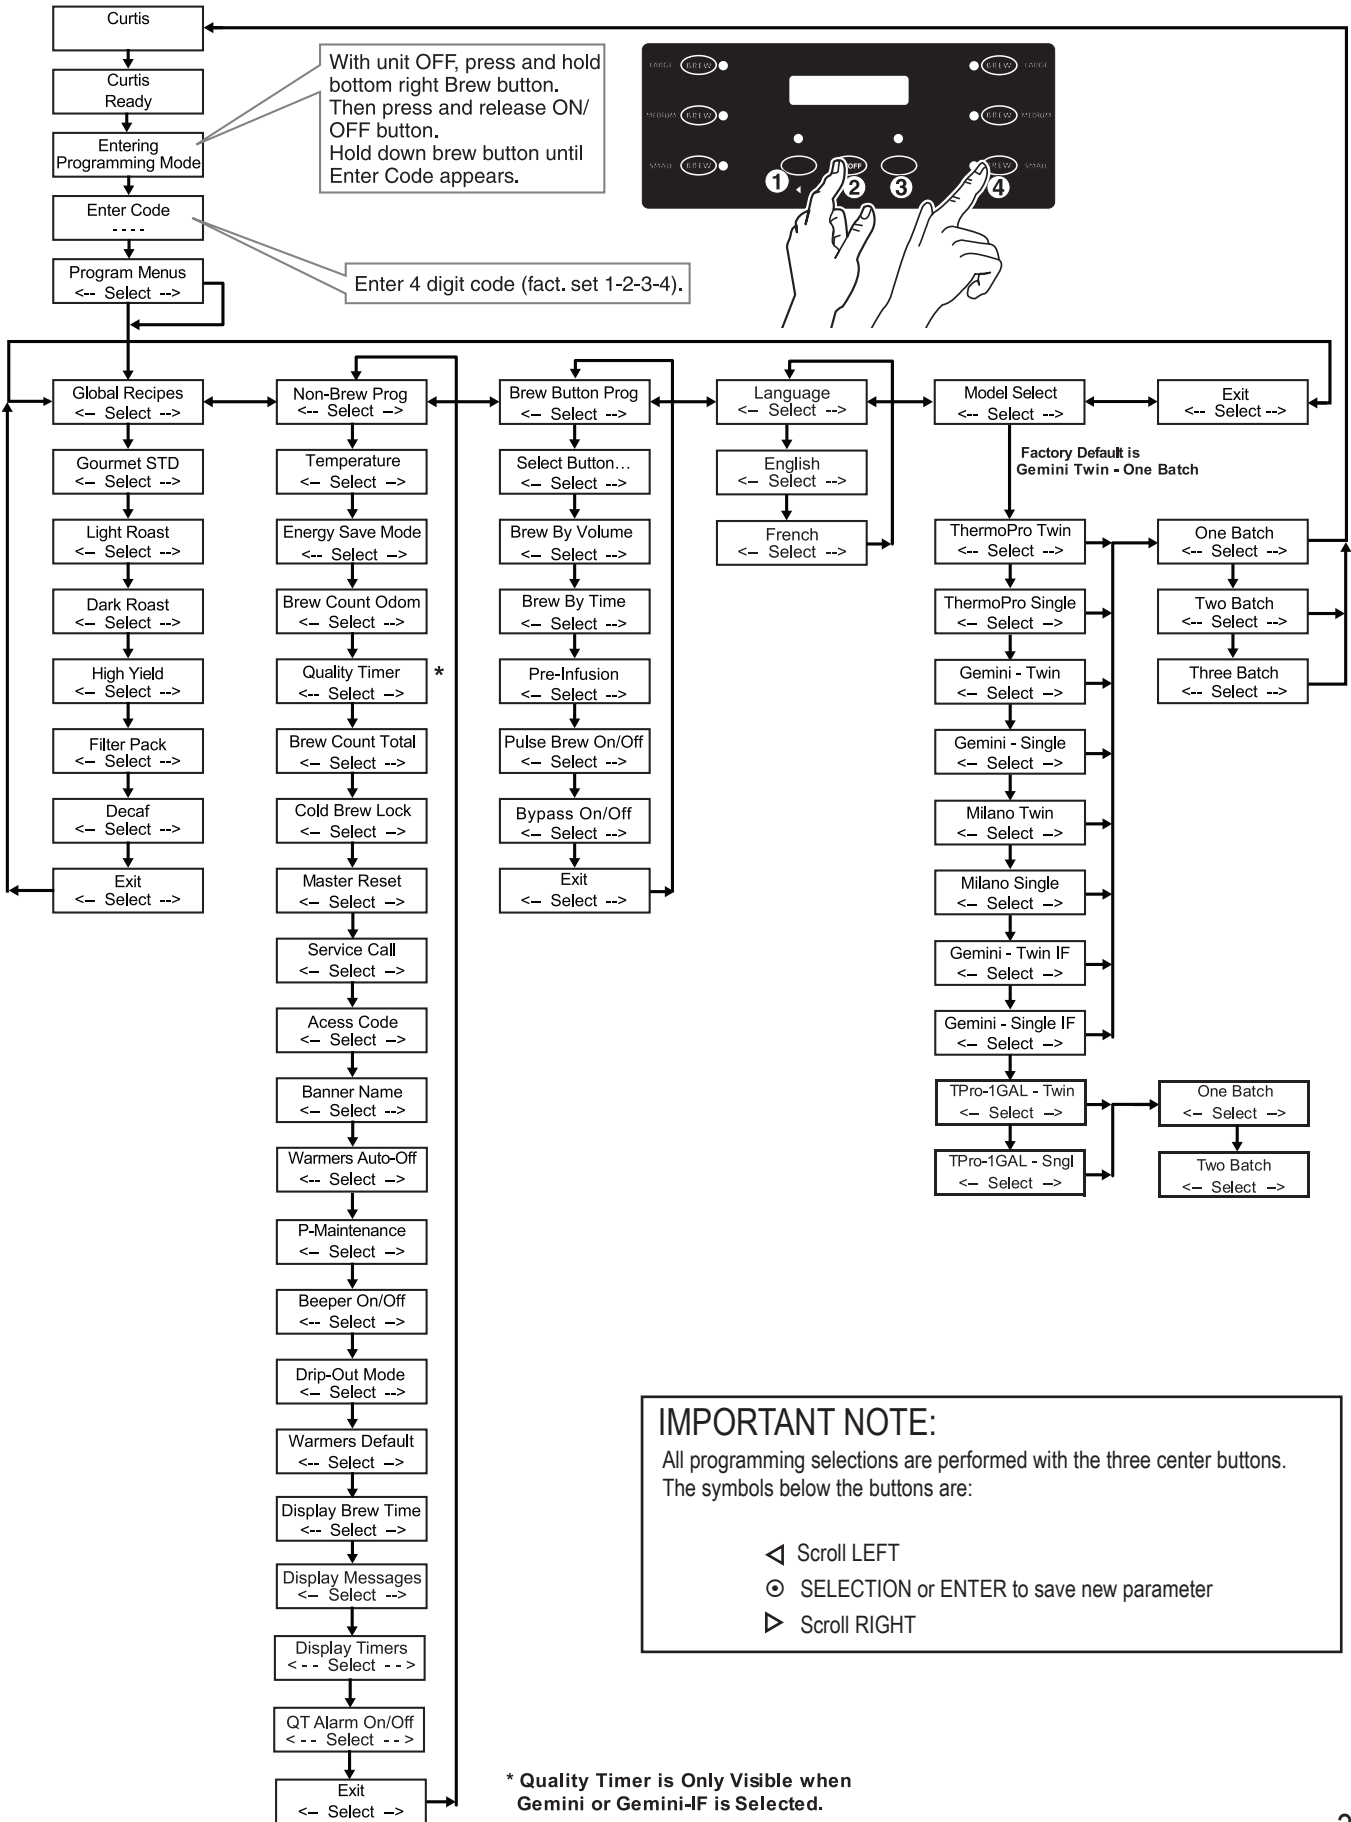 Curtis
Curtis
Ready
Entering
Programming Mode
Enter Code
- - - -
Program Menus
<-- Select -->
With unit OFF, press and hold
bottom right Brew button.
Then press and release ON/
OFF button.
Hold down brew button until
Enter Code appears.
Enter 4 digit code (fact. set 1-2-3-4).
LARGE BREW
MEDIUM BREW
SMALL BREW
BREW LARGE
BREW MEDIUM
BREW SMALL
OFF
1
2
3
4
Global Recipes
<-- Select -->
Gourmet STD
<-- Select -->
Light Roast
<-- Select -->
Dark Roast
<-- Select -->
High Yield
<-- Select -->
Filter Pack
<– Select -->
Decaf
<– Select -->
Exit
<– Select -->
Non-Brew Prog
<-- Select –>
Temperature
<-- Select –>
Energy Save Mode
<-- Select –>
Brew Count Odom
<-- Select -->
Quality Timer
<-- Select –>
*
Brew Count Total
<-- Select -->
Cold Brew Lock
<-- Select –>
Master Reset
<– Select –>
Service Call
<– Select –>
Acess Code
<– Select –>
Banner Name
<-- Select -->
Warmers Auto-Off
<-- Select –>
P-Maintenance
<– Select –>
Beeper On/Off
<– Select –>
Drip-Out Mode
<– Select -->
Warmers Default
<-- Select –>
Display Brew Time
<-- Select –>
Display Messages
<– Select -->
Display Timers
< - - Select - - >
QT Alarm On/Off
< - - Select - - >
Exit
<– Select –>
Brew Button Prog
<– Select –>
Select Button...
<– Select -->
Brew By Volume
<– Select -->
Brew By Time
<– Select -->
Pre-Infusion
<– Select -->
Pulse Brew On/Off
<– Select -->
Bypass On/Off
<– Select -->
Exit
<– Select -->
Language
<– Select -->
English
<– Select -->
French
<– Select -->
Model Select
<-- Select –>
Factory Default is
Gemini Twin - One Batch
ThermoPro Twin
<-- Select –>
ThermoPro Single
<– Select –>
Gemini - Twin
<– Select –>
Gemini - Single
<– Select –>
Milano Twin
<– Select –>
Milano Single
<– Select –>
Gemini - Twin IF
<– Select –>
Gemini - Single IF
<– Select –>
TPro-1GAL - Twin
<– Select –>
TPro-1GAL - Sngl
<– Select –>
Exit
<-- Select -->
One Batch
<-- Select -->
Two Batch
<-- Select -->
Three Batch
<-- Select -->
One Batch
<– Select –>
Two Batch
<– Select –>
IMPORTANT NOTE:
All programming selections are performed with the three center buttons.
The symbols below the buttons are:
Scroll LEFT
SELECTION or ENTER to save new parameter
Scroll RIGHT
* Quality Timer is Only Visible when
Gemini or Gemini-IF is Selected.